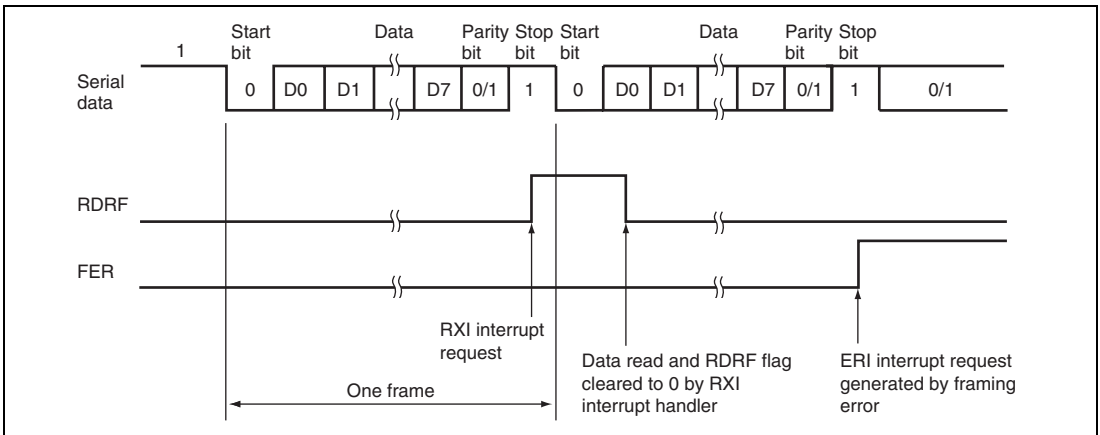 Start bit Data Parity bit Stop bit Start bit Data Parity bit Stop bit
1
Serial data
0 D0 D1 D7 0/1 1 0 D0 D1 D7 0/1 1 0/1
RDRF
FER
RXI interrupt
request
Data read and RDRF flag
cleared to 0 by RXI
interrupt handler
ERI interrupt request
generated by framing
error
One frame